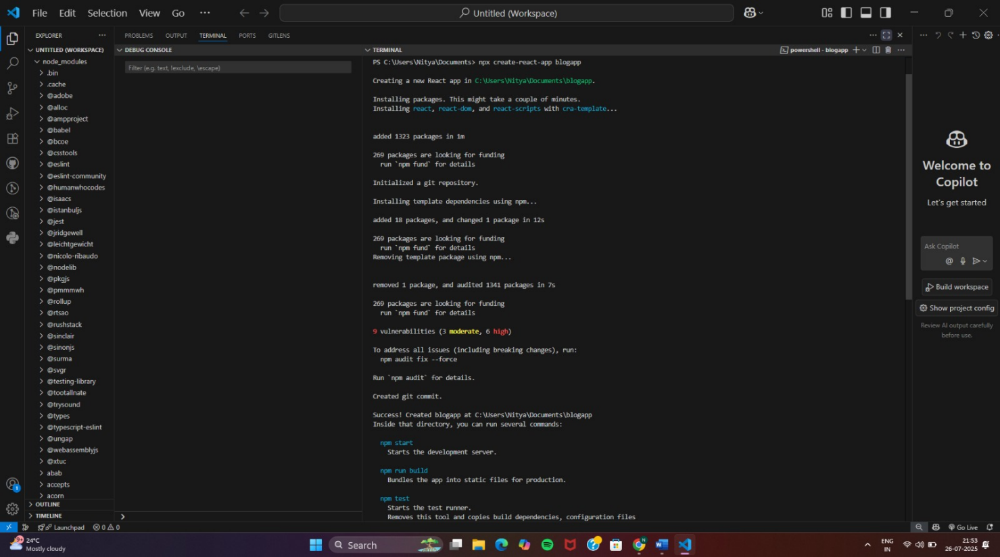 File Edit Selection View Go ··· Untitled (Workspace)
EXPLORER ···
UNTITLED (WORKSPACE)
node_modules
.bin
.cache
@adobe
@alloc
@ampproject
@babel
@bcoe
@csstools
@eslint
@eslint-community
@humanwhocodes
@isaacs
@istanbuljs
@jest
@jridgewell
@leichtgewicht
@nicolo-ribaudo
@nodelib
@pkgjs
@pmmmwh
@rollup
@rtsao
@rushstack
@sinclair
@sinonjs
@surma
@svgr
@testing-library
@tootallnate
@trysound
@types
@typescript-eslint
@ungap
@webassemblyjs
@xtuc
abab
accepts
acorn
OUTLINE
TIMELINE
PROBLEMS OUTPUT TERMINAL PORTS GITLENS
DEBUG CONSOLE
Filter (e.g. text, !exclude, \escape)
>
TERMINAL
powershell - blogapp
PS C:\Users\Nitya\Documents> npx create-react-app blogapp
Creating a new React app in C:\Users\Nitya\Documents\blogapp.
Installing packages. This might take a couple of minutes.
Installing react, react-dom, and react-scripts with cra-template...
added 1323 packages in 1m
269 packages are looking for funding
run `npm fund` for details
Initialized a git repository.
Installing template dependencies using npm...
added 18 packages, and changed 1 package in 12s
269 packages are looking for funding
run `npm fund` for details
Removing template package using npm...
removed 1 package, and audited 1341 packages in 7s
269 packages are looking for funding
run `npm fund` for details
9 vulnerabilities (3 moderate, 6 high)
To address all issues (including breaking changes), run:
npm audit fix --force
Run `npm audit` for details.
Created git commit.
Success! Created blogapp at C:\Users\Nitya\Documents\blogapp
Inside that directory, you can run several commands:
npm start
Starts the development server.
npm run build
Bundles the app into static files for production.
npm test
Starts the test runner.
Removes this tool and copies build dependencies, configuration files
Welcome to
Copilot
Let's get started
Ask Copilot
@
Build workspace
Show project config
Review AI output carefully
before use.
1
Launchpad 0 0
Go Live
9+
24°C
Mostly cloudy
Search
ENG
IN
21:53
26-07-2025